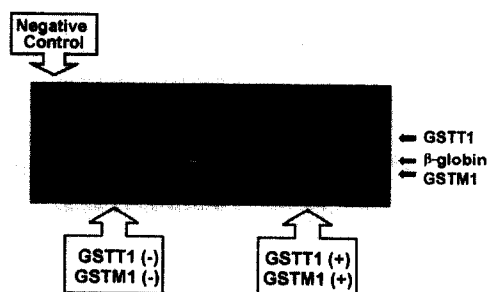 Negative
Control
GSTT1
β-globin
GSTM1
GSTT1 (-)
GSTM1 (-)
GSTT1 (+)
GSTM1 (+)